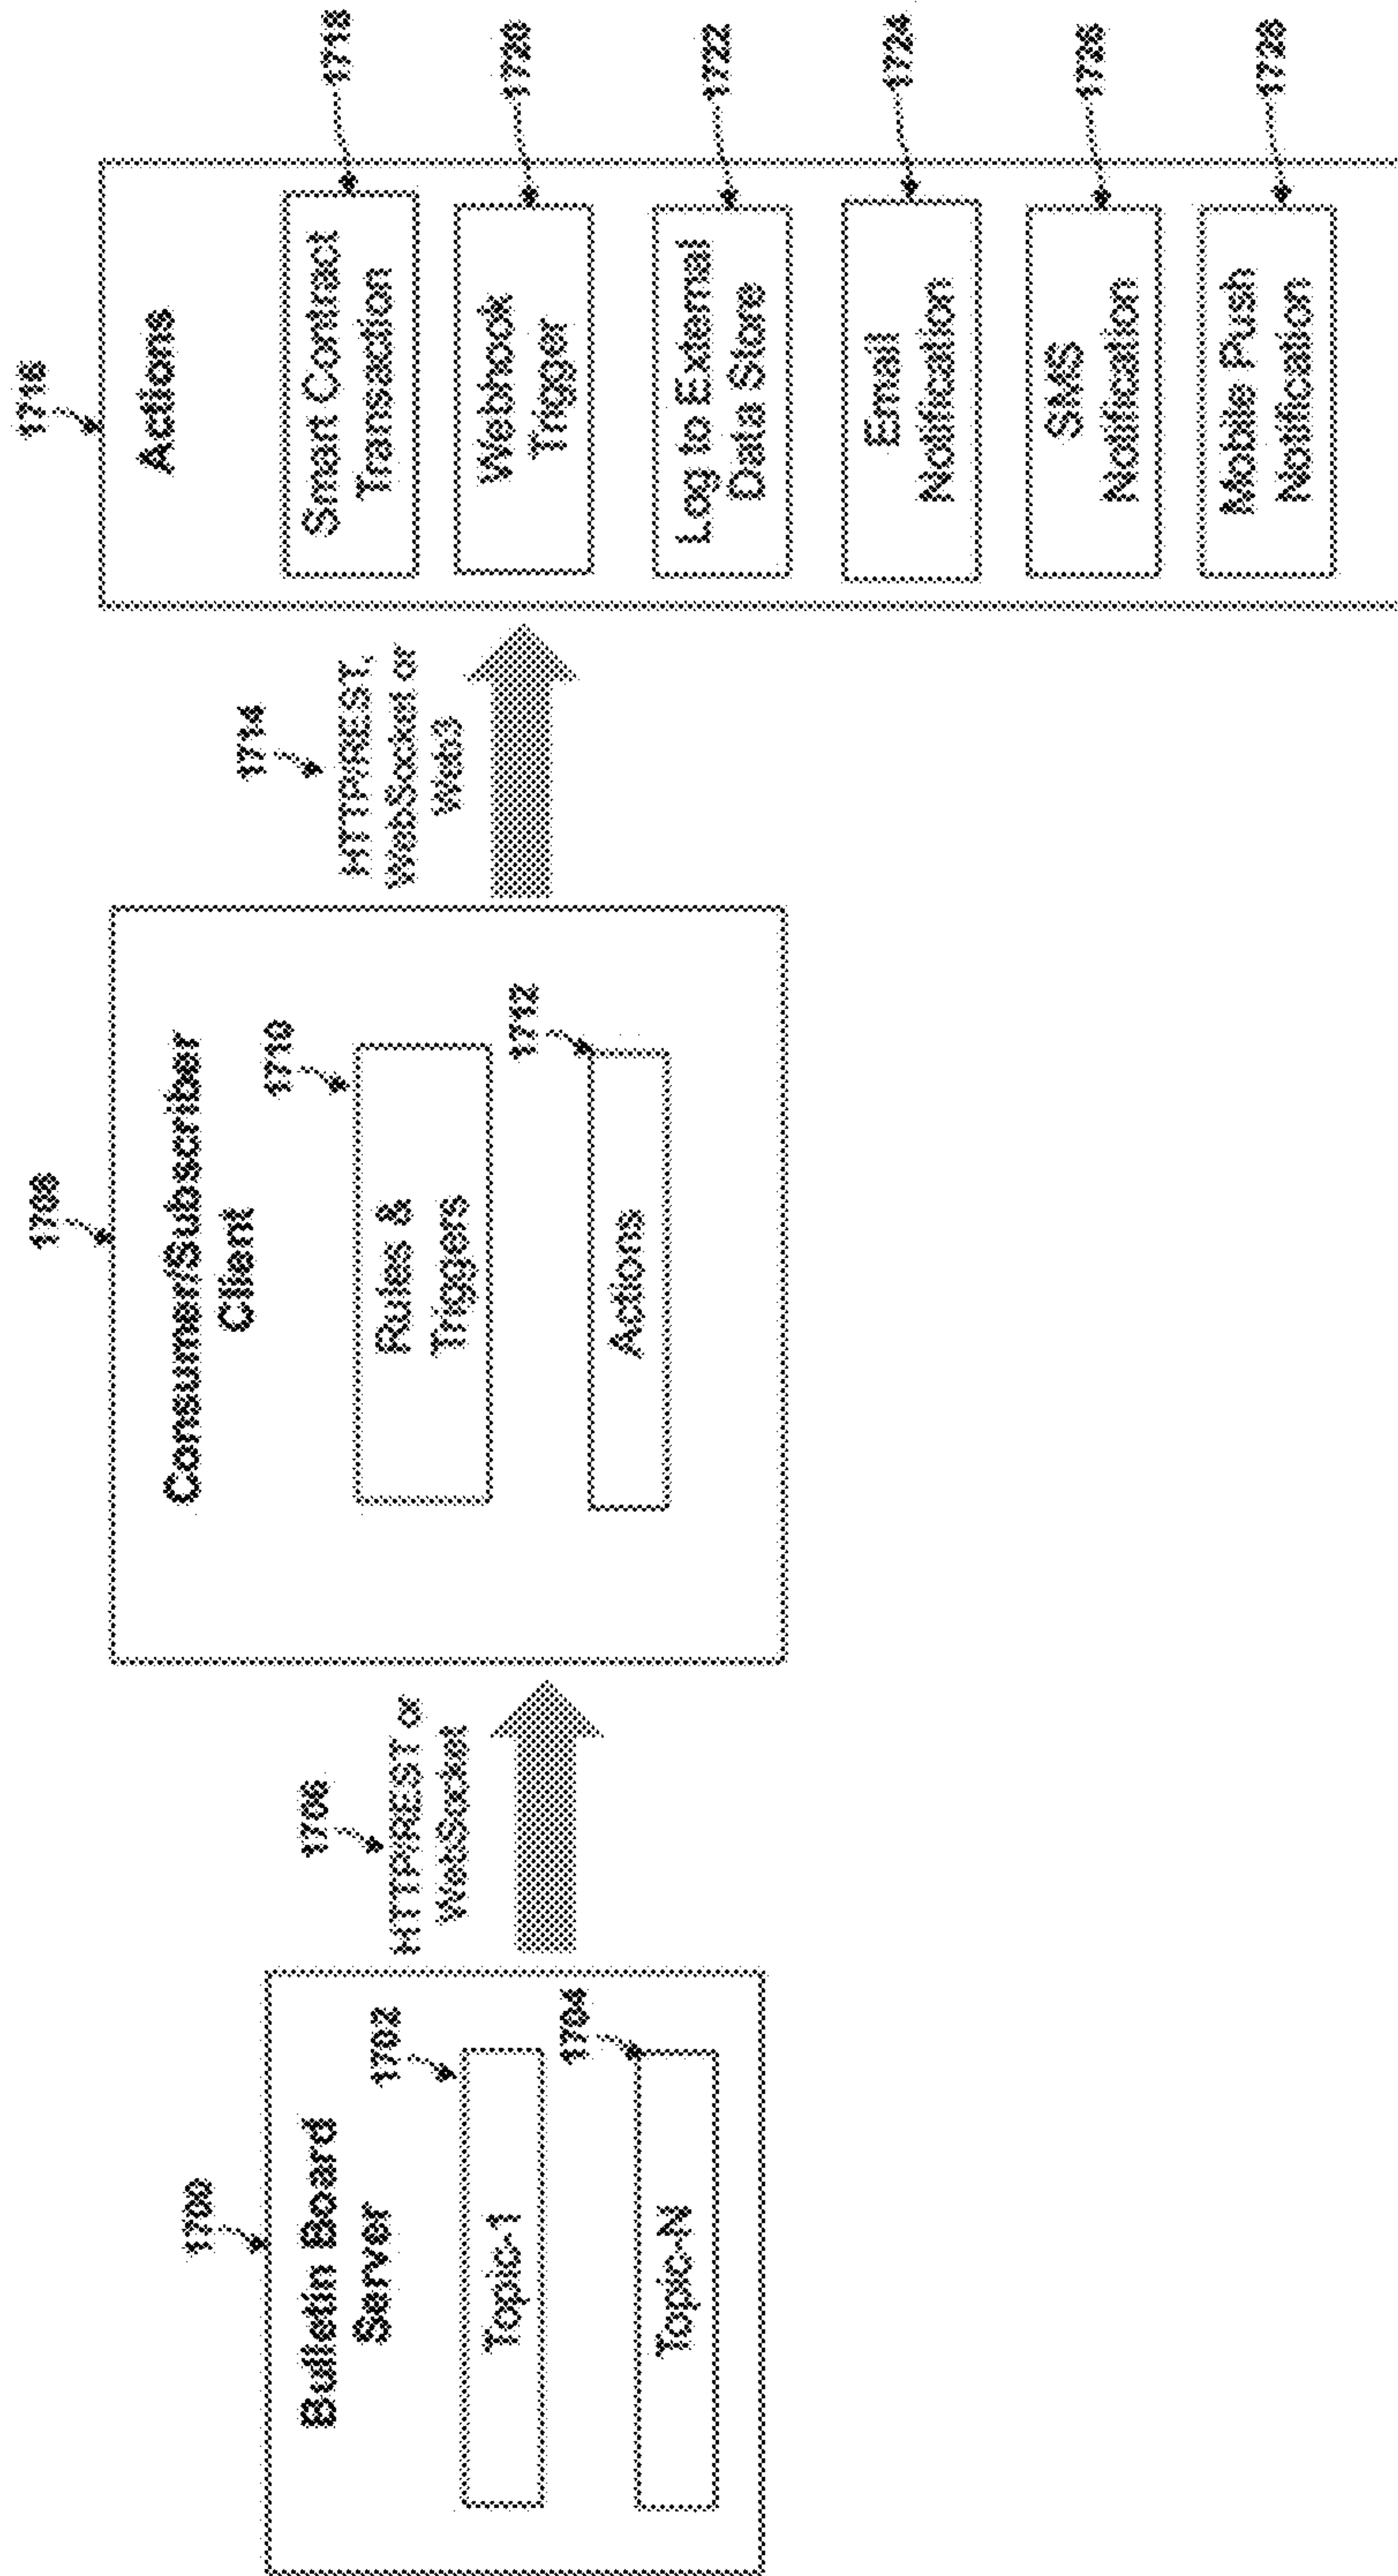 1700
Bulletin Board
Server
1702
Topic-1
1704
Topic-N
1706
HTTP/REST or
WebSocket
1708
Consumer/Subscriber
Client
1710
Rules &
Triggers
1712
Actions
1714
HTTP/REST,
WebSocket or
Web3
1716
Actions
Smart Contract
Transaction
1718
Webhook
Trigger
1720
Log to External
Data Store
1722
Email
Notification
1724
SMS
Notification
1726
Mobile Push
Notification
1728